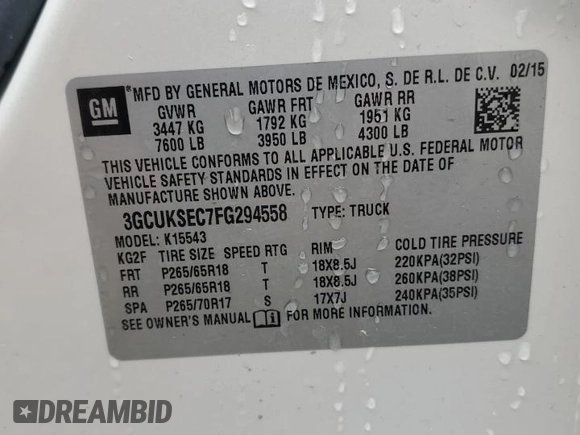 *MFD BY GENERAL MOTORS DE MEXICO, S. DE R.L. DE C.V. 02/15
GM
GVWR GAWR FRT GAWR RR
3447 KG 1792 KG 1951 KG
7600 LB 3950 LB 4300 LB
THIS VEHICLE CONFORMS TO ALL APPLICABLE U.S. FEDERAL MOTOR
VEHICLE SAFETY STANDARDS IN EFFECT ON THE DATE OF
MANUFACTURE SHOWN ABOVE.
3GCUKSEC7FG294558 TYPE: TRUCK
MODEL: K15543
KG2F TIRE SIZE SPEED RTG RIM COLD TIRE PRESSURE
FRT P265/65R18 T 18X8.5J 220KPA(32PSI)
RR P265/65R18 T 18X8.5J 260KPA(38PSI)
SPA P265/70R17 S 17X7J 240KPA(35PSI)
SEE OWNER'S MANUAL FOR MORE INFORMATION.
DREAMBID